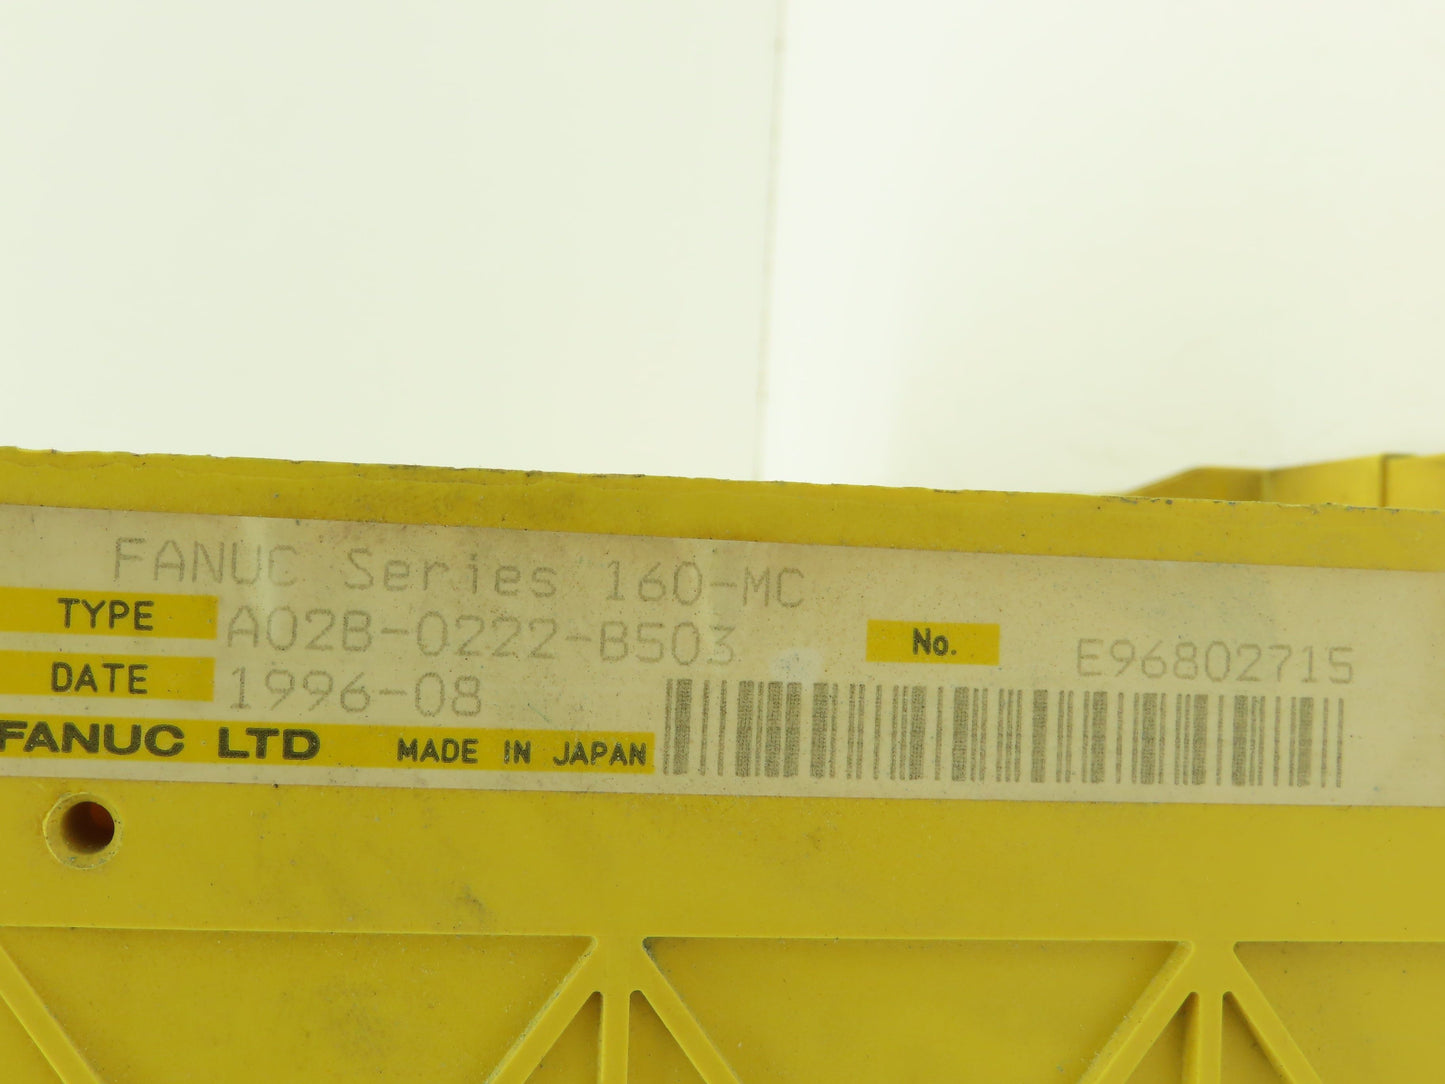 FANUC Series 160-MC
TYPE A02B-0222-B503
No. E96802715
DATE 1996-08
FANUC LTD MADE IN JAPAN